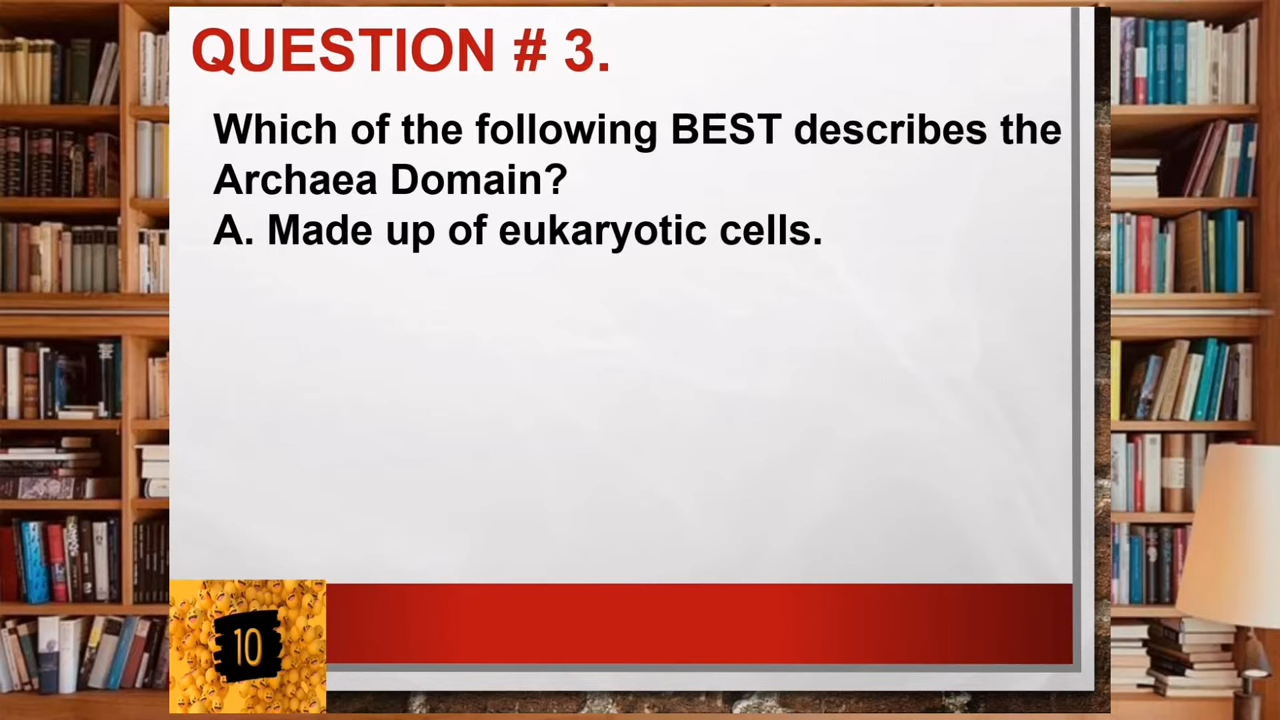 QUESTION # 3.
Which of the following BEST describes the
Archaea Domain?
A. Made up of eukaryotic cells.
10